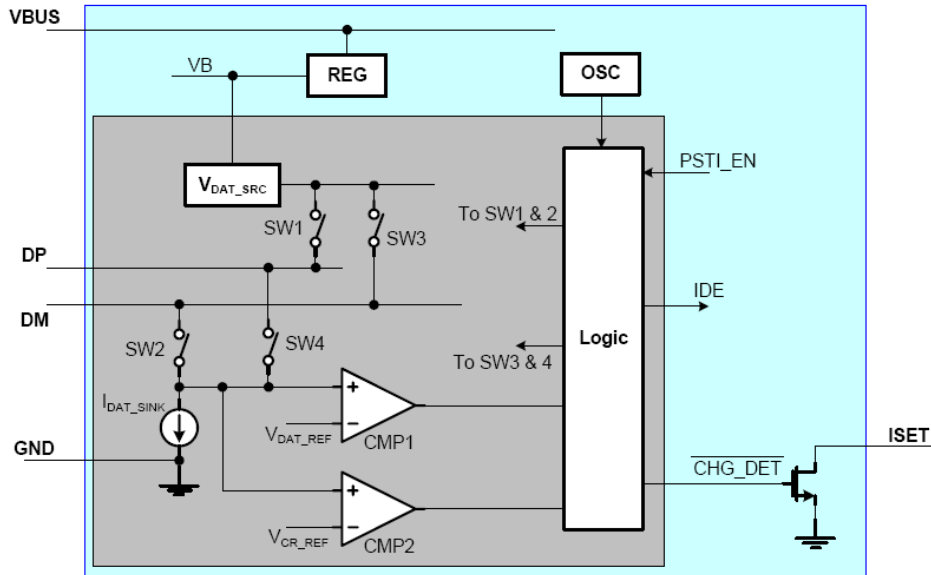 VBUS
VB
REG
OSC
PSTI_EN
VDAT_SRC
To SW1 & 2
SW1
SW3
DP
IDE
DM
Logic
SW2
SW4
To SW3 & 4
IDAT_SINK
+
−
VDAT_REF
CMP1
GND
ISET
CHG_DET
+
−
VCR_REF
CMP2